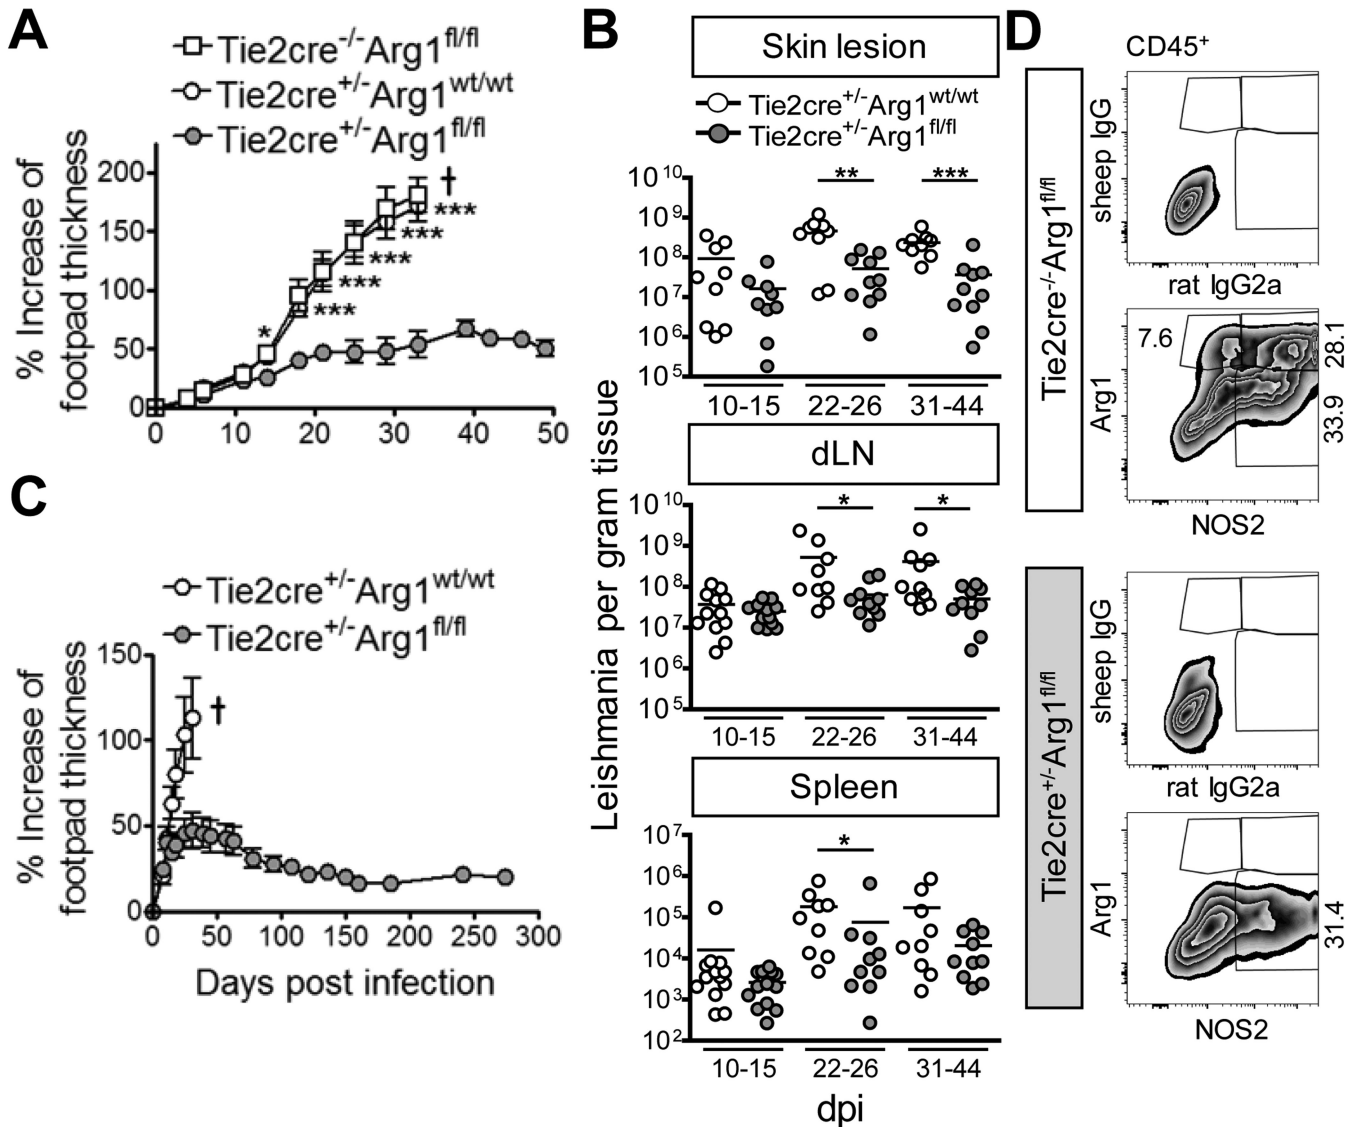 A
Tie2cre-/-Arg1fl/fl
Tie2cre+/-Arg1wt/wt
Tie2cre+/-Arg1fl/fl
% Increase of
footpad thickness
200
150
100
50
0
†
***
***
***
***
***
*
0 10 20 30 40 50
C
Tie2cre+/-Arg1wt/wt
Tie2cre+/-Arg1fl/fl
% Increase of
footpad thickness
150
100
50
0
†
0 50 100 150 200 250 300
Days post infection
B
Skin lesion
Tie2cre+/-Arg1wt/wt
Tie2cre+/-Arg1fl/fl
Leishmania per gram tissue
** ***
10^10
10^9
10^8
10^7
10^6
10^5
10-15 22-26 31-44
dLN
* *
10^10
10^9
10^8
10^7
10^6
10^5
10-15 22-26 31-44
Spleen
*
10^7
10^6
10^5
10^4
10^3
10^2
10-15 22-26 31-44
dpi
D
CD45+
Tie2cre-/-Arg1fl/fl
sheep IgG
rat IgG2a
7.6
28.1
33.9
Arg1
NOS2
Tie2cre+/-Arg1fl/fl
sheep IgG
rat IgG2a
Arg1
31.4
NOS2